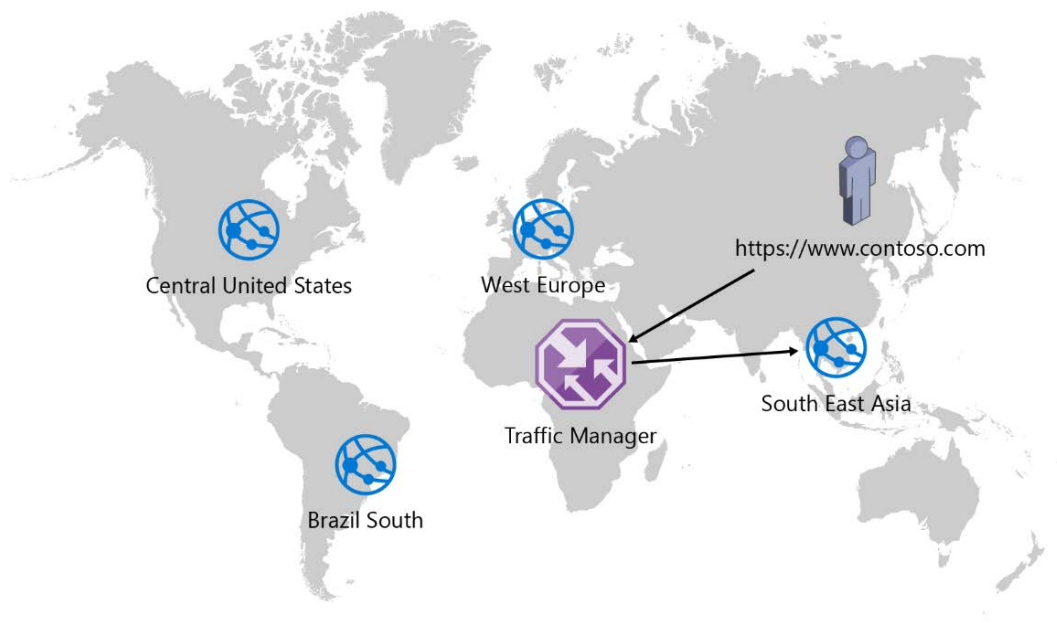 https://www.contoso.com
Central United States
West Europe
South East Asia
Traffic Manager
Brazil South